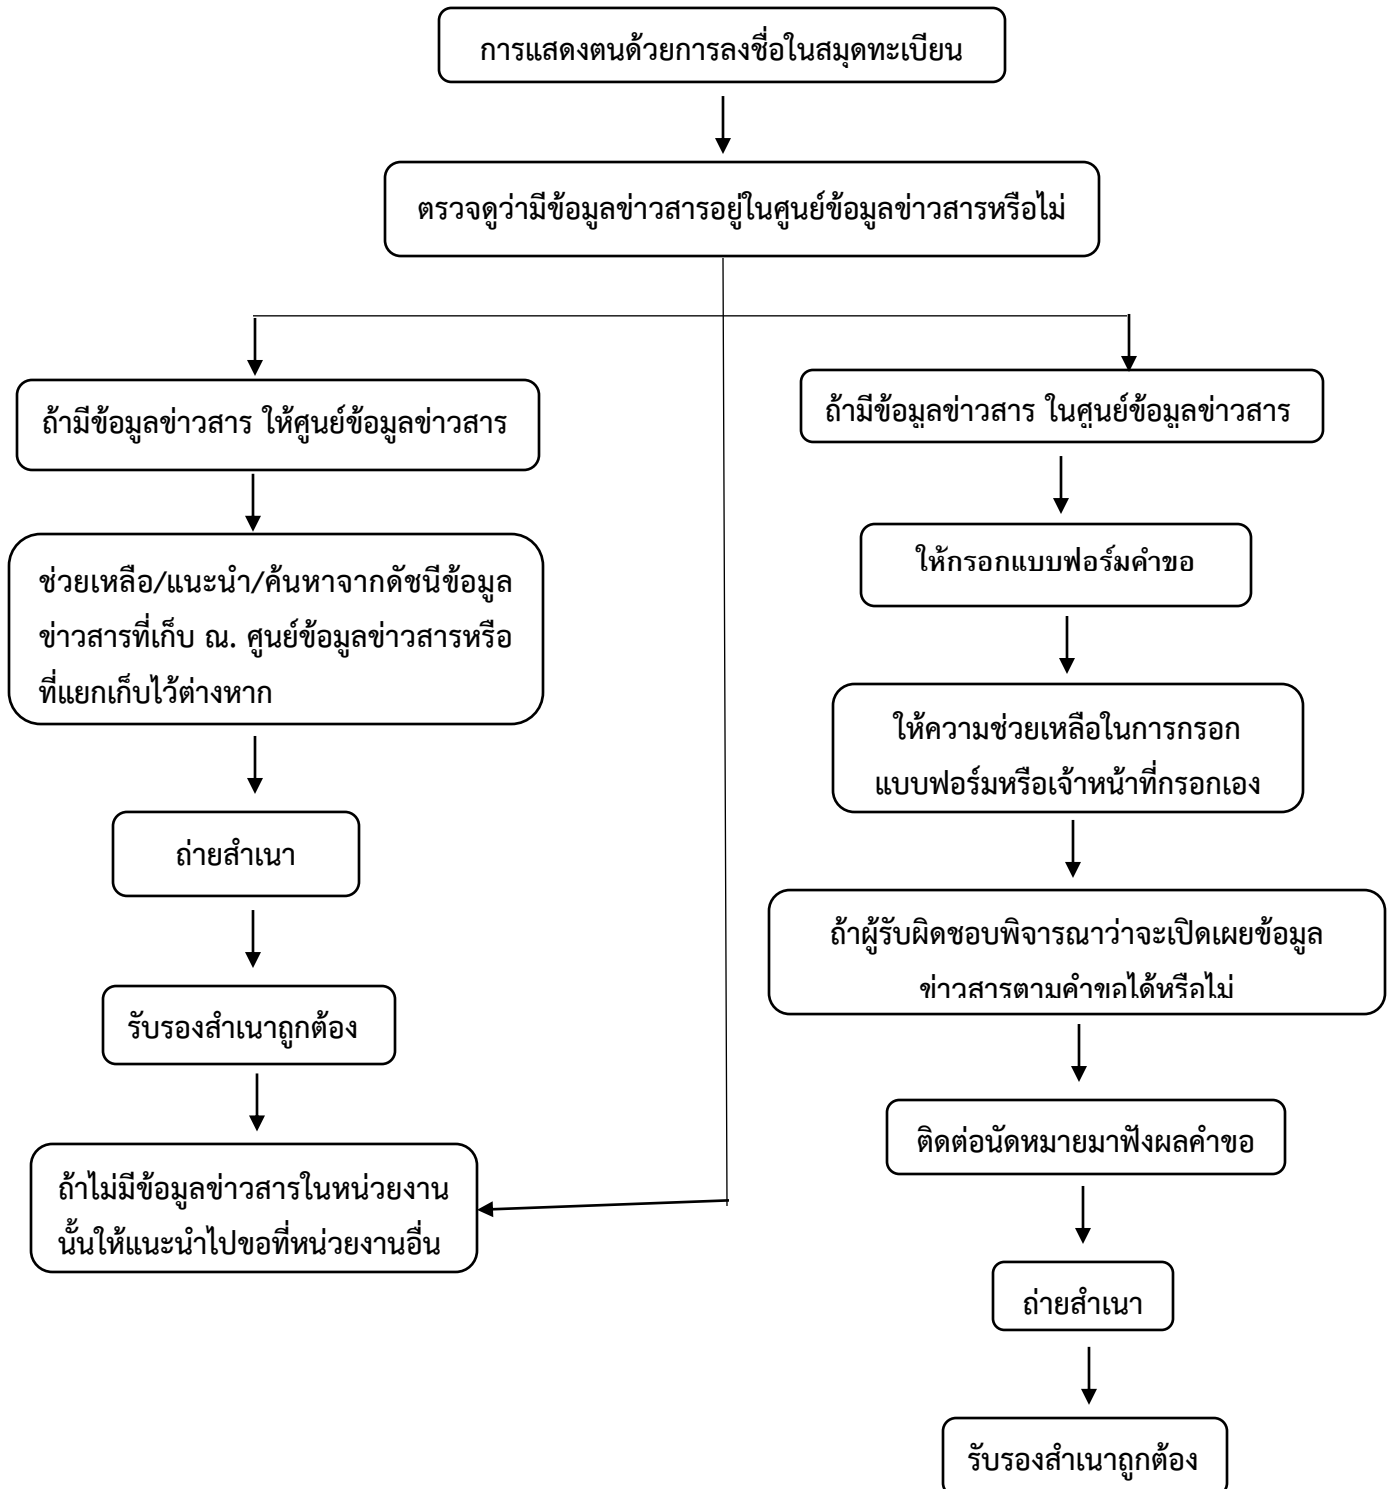 การแสดงตนด้วยการลงชื่อในสมุดทะเบียน
ตรวจดูว่ามีข้อมูลข่าวสารอยู่ในศูนย์ข้อมูลข่าวสารหรือไม่
ถ้ามีข้อมูลข่าวสาร ให้ศูนย์ข้อมูลข่าวสาร
ช่วยเหลือ/แนะนำ/ค้นหาจากดัชนีข้อมูล
ข่าวสารที่เก็บ ณ. ศูนย์ข้อมูลข่าวสารหรือ
ที่แยกเก็บไว้ต่างหาก
ถ่ายสำเนา
รับรองสำเนาถูกต้อง
ถ้าไม่มีข้อมูลข่าวสารในหน่วยงาน
นั้นให้แนะนำไปขอที่หน่วยงานอื่น
ถ้ามีข้อมูลข่าวสาร ในศูนย์ข้อมูลข่าวสาร
ให้กรอกแบบฟอร์มคำขอ
ให้ความช่วยเหลือในการกรอก
แบบฟอร์มหรือเจ้าหน้าที่กรอกเอง
ถ้าผู้รับผิดชอบพิจารณาว่าจะเปิดเผยข้อมูล
ข่าวสารตามคำขอได้หรือไม่
ติดต่อนัดหมายมาฟังผลคำขอ
ถ่ายสำเนา
รับรองสำเนาถูกต้อง